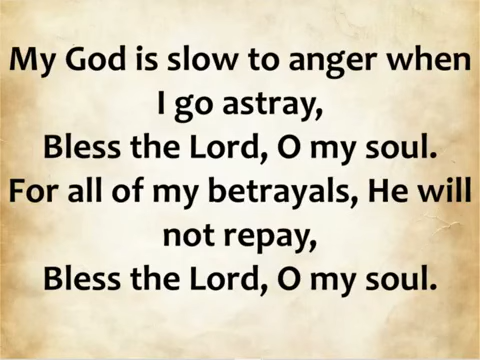 My God is slow to anger when
I go astray,
Bless the Lord, O my soul.
For all of my betrayals, He will
not repay,
Bless the Lord, O my soul.